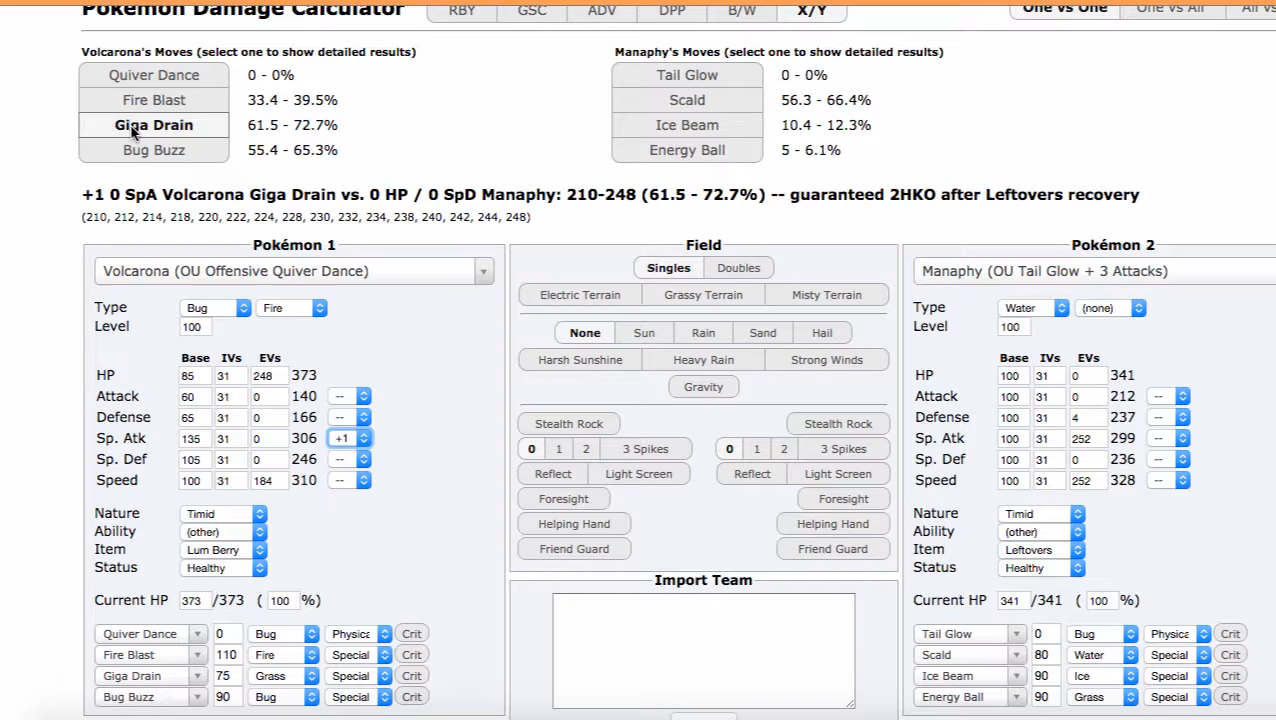 Pokemon Damage Calculator RBY GSC ADV DPP B/W X/Y One vs One One vs All All vs
Volcarona's Moves (select one to show detailed results) Manaphy's Moves (select one to show detailed results)
Quiver Dance 0 - 0% Tail Glow 0 - 0%
Fire Blast 33.4 - 39.5% Scald 56.3 - 66.4%
Giga Drain 61.5 - 72.7% Ice Beam 10.4 - 12.3%
Bug Buzz 55.4 - 65.3% Energy Ball 5 - 6.1%
+1 0 SpA Volcarona Giga Drain vs. 0 HP / 0 SpD Manaphy: 210-248 (61.5 - 72.7%) -- guaranteed 2HKO after Leftovers recovery
(210, 212, 214, 218, 220, 222, 224, 228, 230, 232, 234, 238, 240, 242, 244, 248)
Pokémon 1
Volcarona (OU Offensive Quiver Dance)
Type Bug Fire
Level 100
Base IVs EVs
HP 85 31 248 373
Attack 60 31 0 140 --
Defense 65 31 0 166 --
Sp. Atk 135 31 0 306 +1
Sp. Def 105 31 0 246 --
Speed 100 31 184 310 --
Nature Timid
Ability (other)
Item Lum Berry
Status Healthy
Current HP 373 /373 ( 100 %)
Quiver Dance 0 Bug Physica Crit
Fire Blast 110 Fire Special Crit
Giga Drain 75 Grass Special Crit
Bug Buzz 90 Bug Special Crit
Field
Singles Doubles
Electric Terrain Grassy Terrain Misty Terrain
None Sun Rain Sand Hail
Harsh Sunshine Heavy Rain Strong Winds
Gravity
Stealth Rock Stealth Rock
0 1 2 3 Spikes 0 1 2 3 Spikes
Reflect Light Screen Reflect Light Screen
Foresight Foresight
Helping Hand Helping Hand
Friend Guard Friend Guard
Import Team
Pokémon 2
Manaphy (OU Tail Glow + 3 Attacks)
Type Water (none)
Level 100
Base IVs EVs
HP 100 31 0 341
Attack 100 31 0 212 --
Defense 100 31 4 237 --
Sp. Atk 100 31 252 299 --
Sp. Def 100 31 0 236 --
Speed 100 31 252 328 --
Nature Timid
Ability (other)
Item Leftovers
Status Healthy
Current HP 341 /341 ( 100 %)
Tail Glow 0 Bug Physica Crit
Scald 80 Water Special Crit
Ice Beam 90 Ice Special Crit
Energy Ball 90 Grass Special Crit